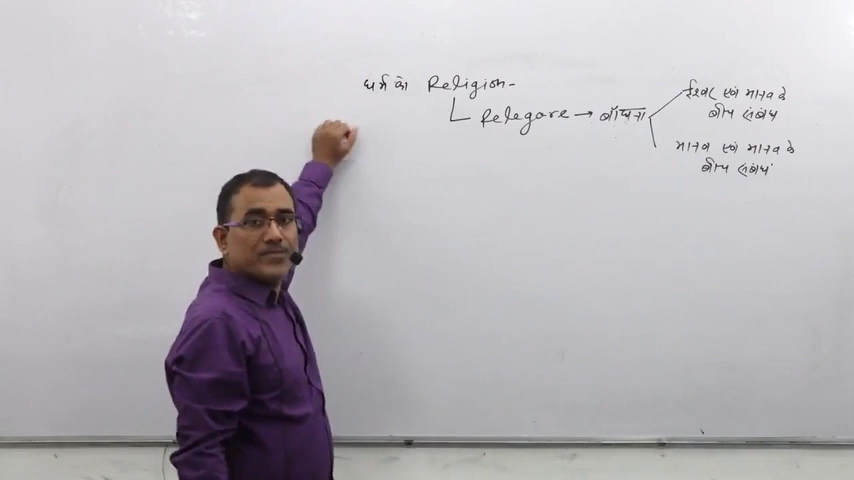 धर्म को Religion -
Relegare → बाँधना
ईश्वर एवं मानव के
बीच संबंध
मानव एवं मानव के
बीच संबंध